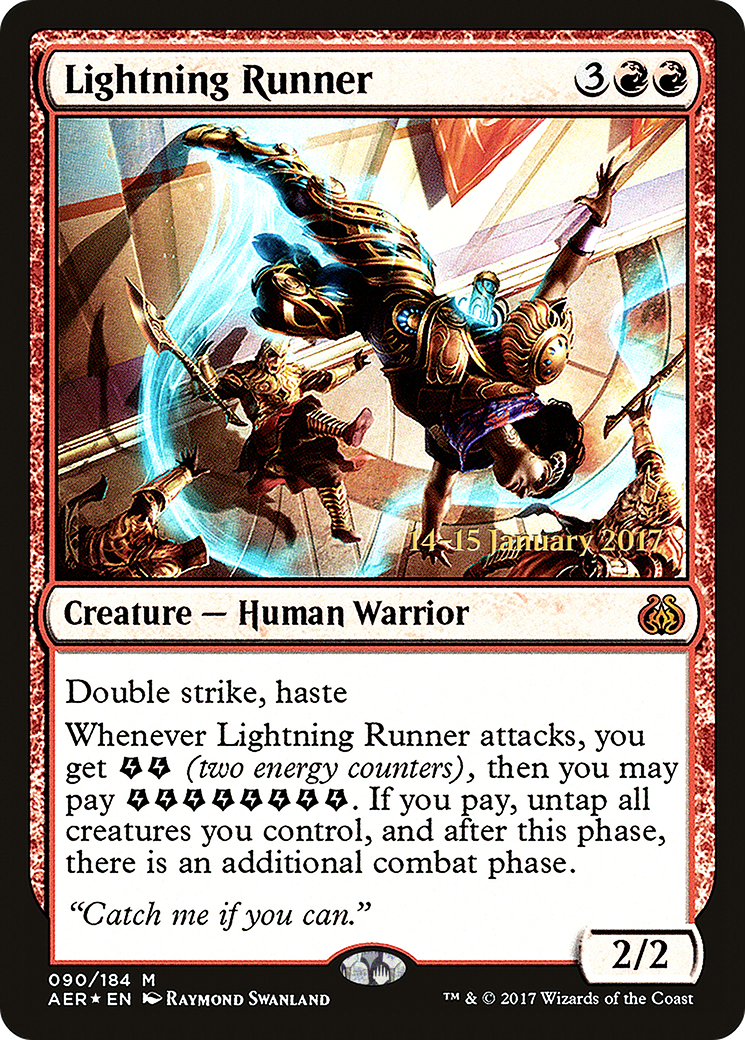 Lightning Runner 3
14-15 January 2017
Creature — Human Warrior
Double strike, haste
Whenever Lightning Runner attacks, you
get (two energy counters), then you may
pay . If you pay, untap all
creatures you control, and after this phase,
there is an additional combat phase.
“Catch me if you can.”
2/2
090/184 M
AER★EN Raymond Swanland
™ & © 2017 Wizards of the Coast